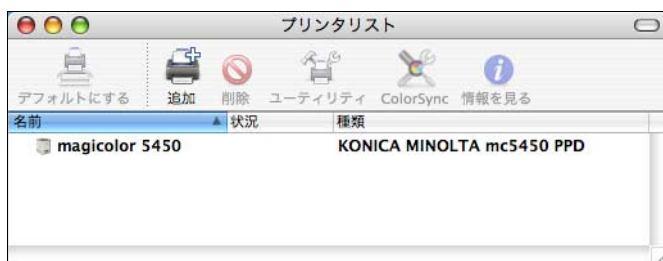 プリンタリスト
デフォルトにする 追加 削除 ユーティリティ ColorSync 情報を見る
名前 状況 種類
magicolor 5450 KONICA MINOLTA mc5450 PPD